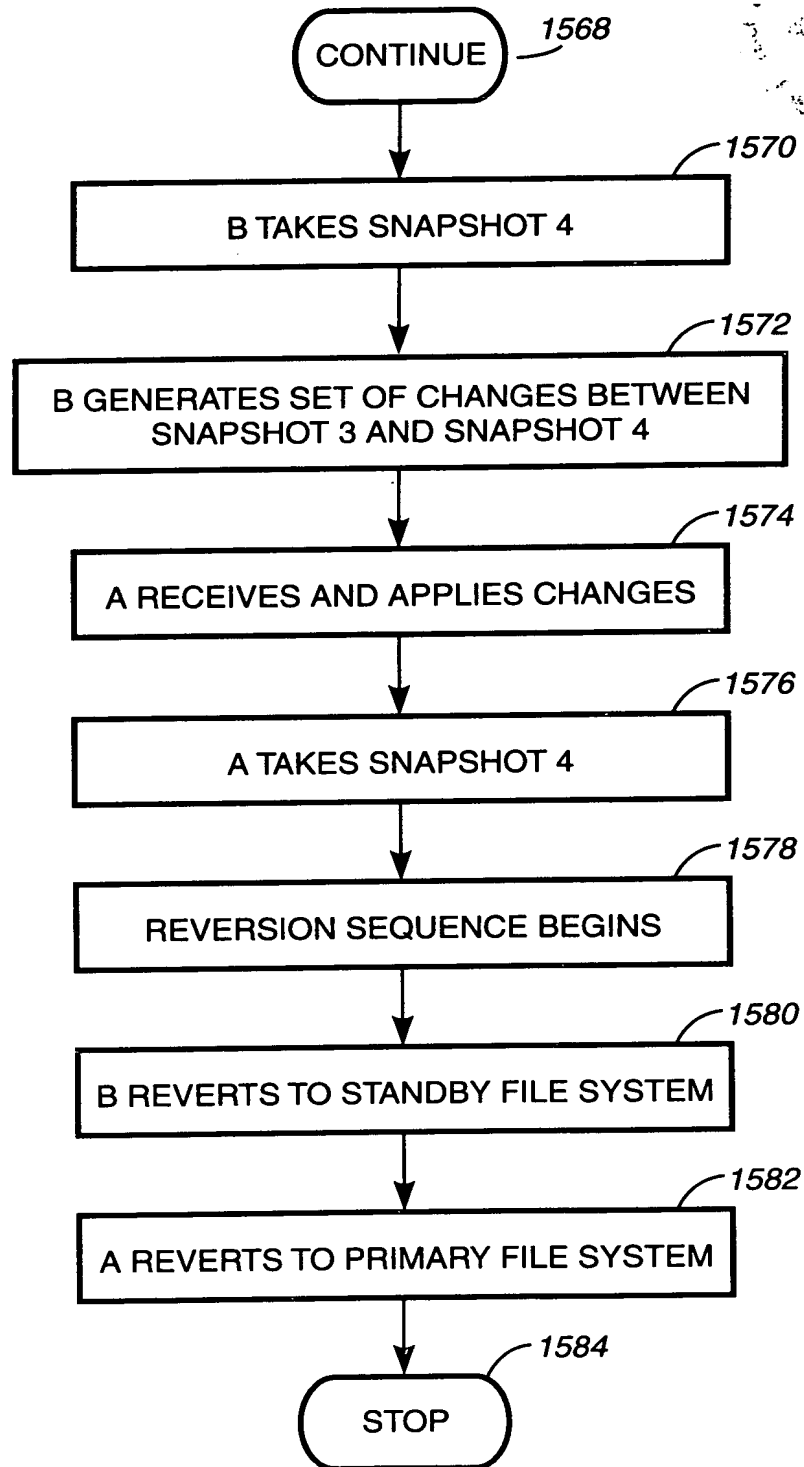 CONTINUE
1568
1570
B TAKES SNAPSHOT 4
1572
B GENERATES SET OF CHANGES BETWEEN
SNAPSHOT 3 AND SNAPSHOT 4
1574
A RECEIVES AND APPLIES CHANGES
1576
A TAKES SNAPSHOT 4
1578
REVERSION SEQUENCE BEGINS
1580
B REVERTS TO STANDBY FILE SYSTEM
1582
A REVERTS TO PRIMARY FILE SYSTEM
1584
STOP